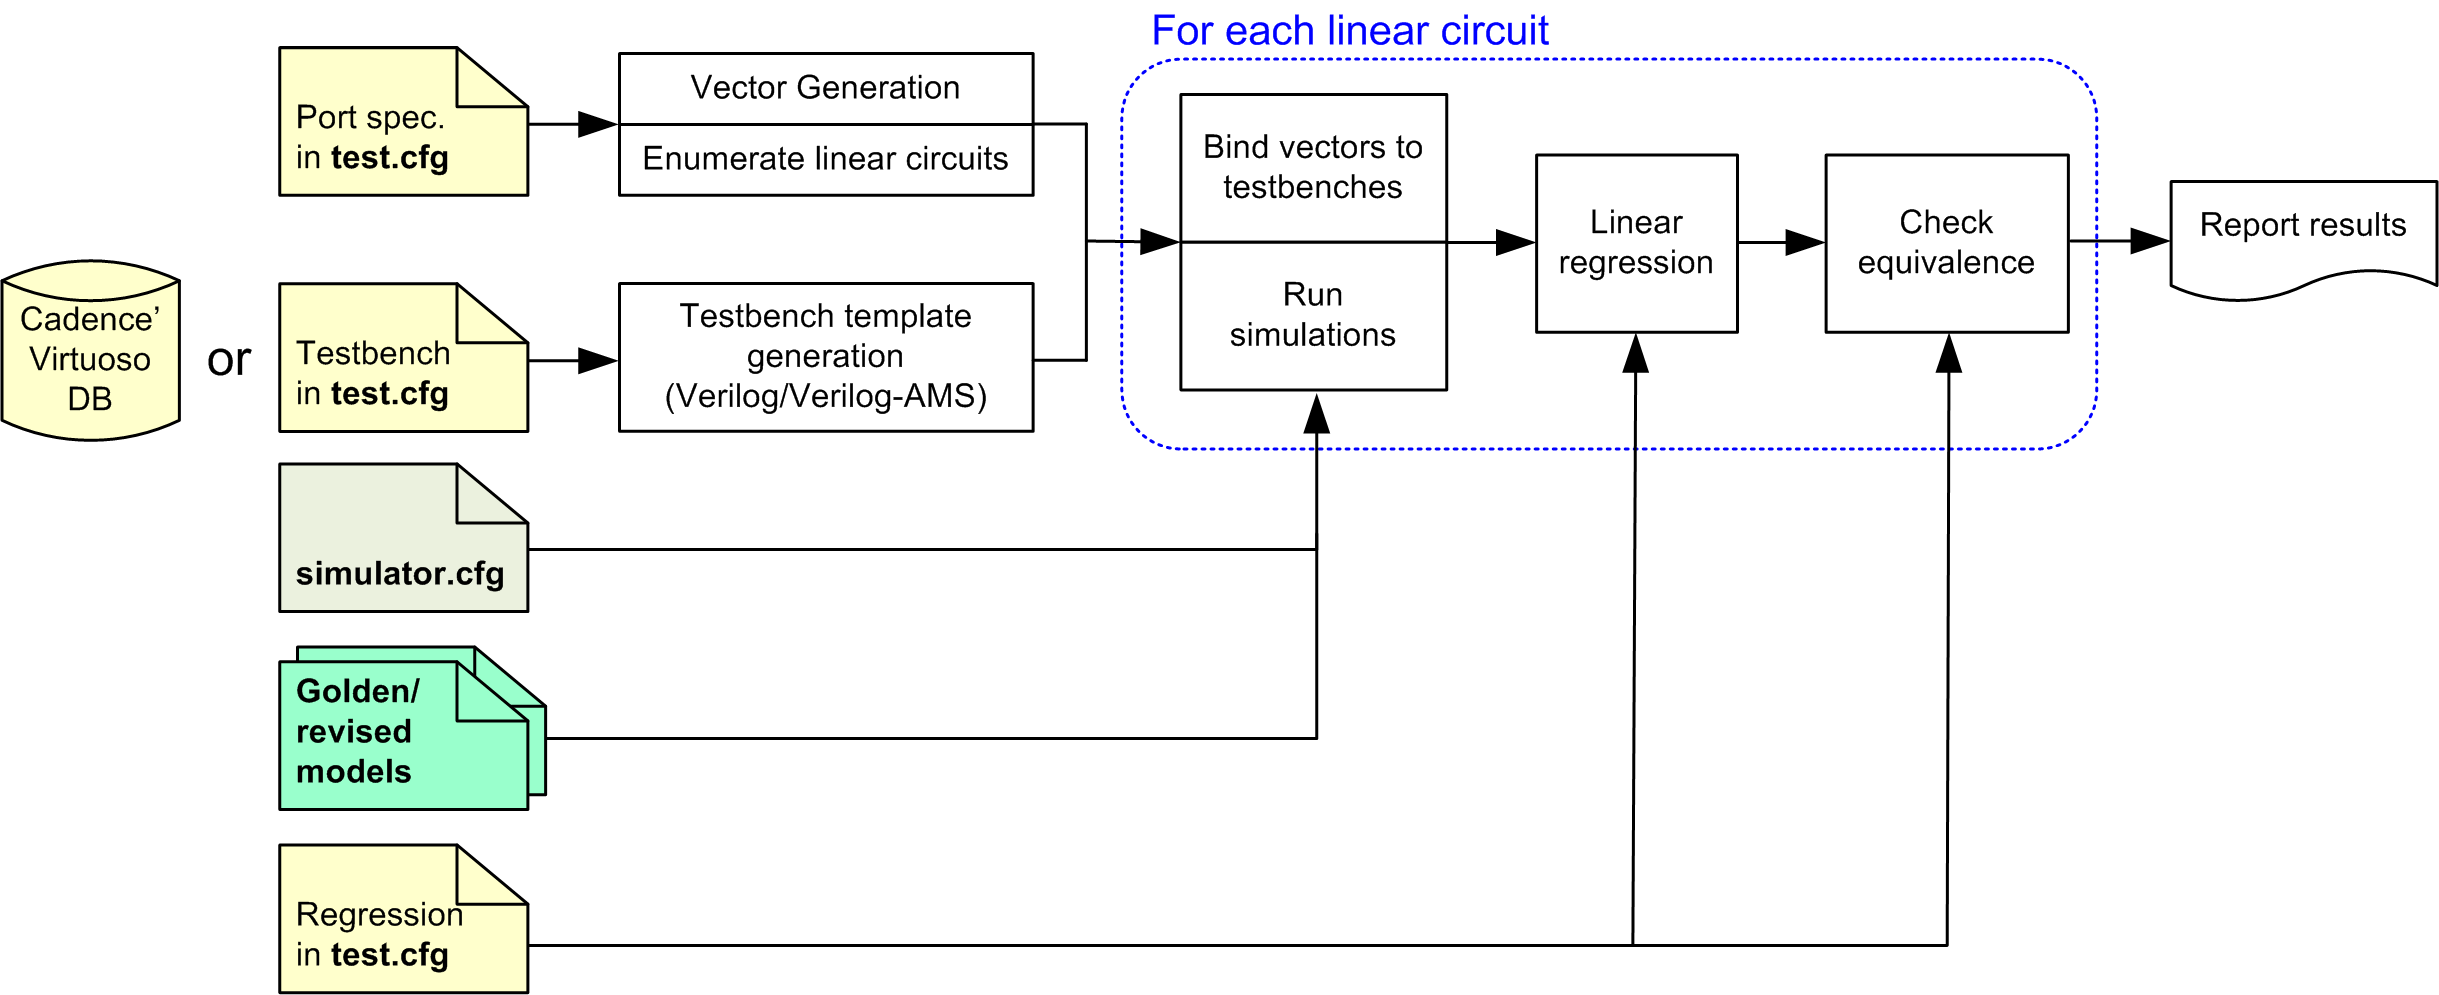 For each linear circuit
Port spec.
in test.cfg
Vector Generation
Enumerate linear circuits
Cadence’
Virtuoso
DB
or
Testbench
in test.cfg
Testbench template
generation
(Verilog/Verilog-AMS)
Bind vectors to
testbenches
Run
simulations
Linear
regression
Check
equivalence
Report results
simulator.cfg
Golden/
revised
models
Regression
in test.cfg